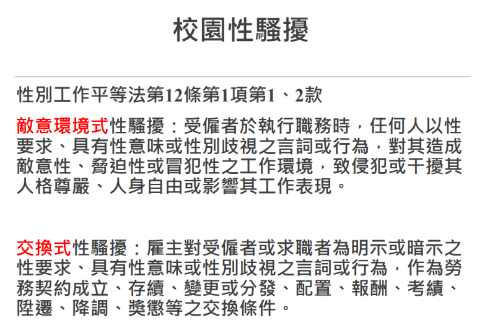 校園性騷擾
性別工作平等法第12條第1項第1、2款
敵意環境式性騷擾：受僱者於執行職務時，任何人以性
要求、具有性意味或性別歧視之言詞或行為，對其造成
敵意性、脅迫性或冒犯性之工作環境，致侵犯或干擾其
人格尊嚴、人身自由或影響其工作表現。
交換式性騷擾：雇主對受僱者或求職者為明示或暗示之
性要求、具有性意味或性別歧視之言詞或行為，作為勞
務契約成立、存續、變更或分發、配置、報酬、考績、
陞遷、降調、獎懲等之交換條件。